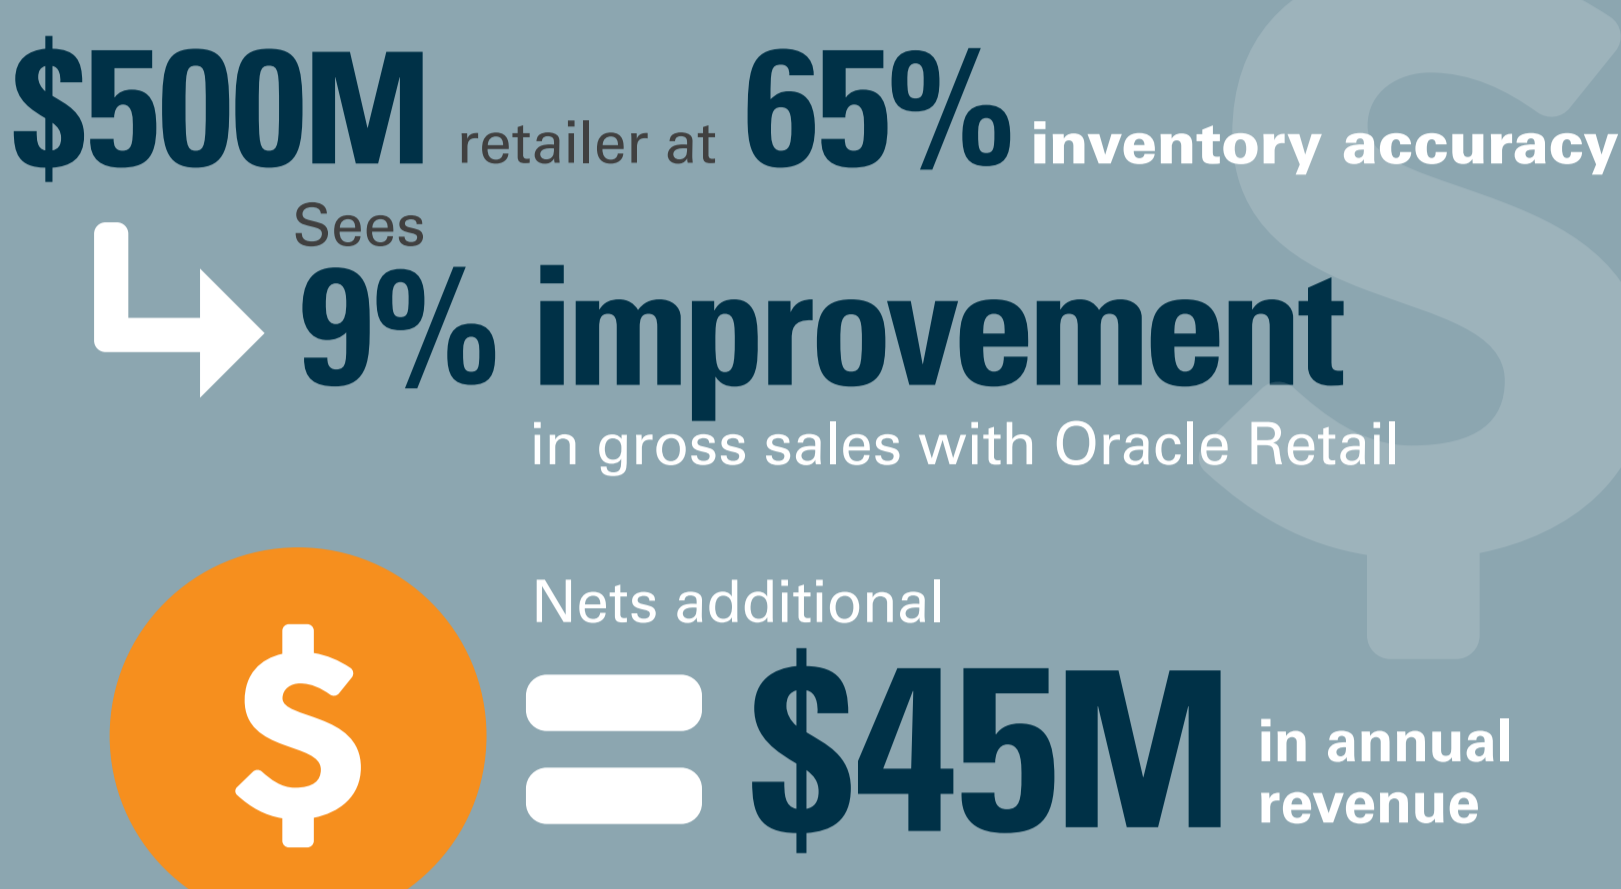 $500M retailer at 65% inventory accuracy
Sees
9% improvement
in gross sales with Oracle Retail
Nets additional
$ = $45M in annual
revenue